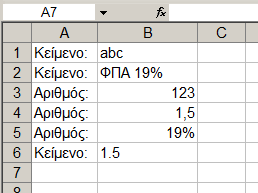 A7 fx
A B C
1 Κείμενο: abc
2 Κείμενο: ΦΠΑ 19%
3 Αριθμός: 123
4 Αριθμός: 1,5
5 Αριθμός: 19%
6 Κείμενο: 1.5
7
8